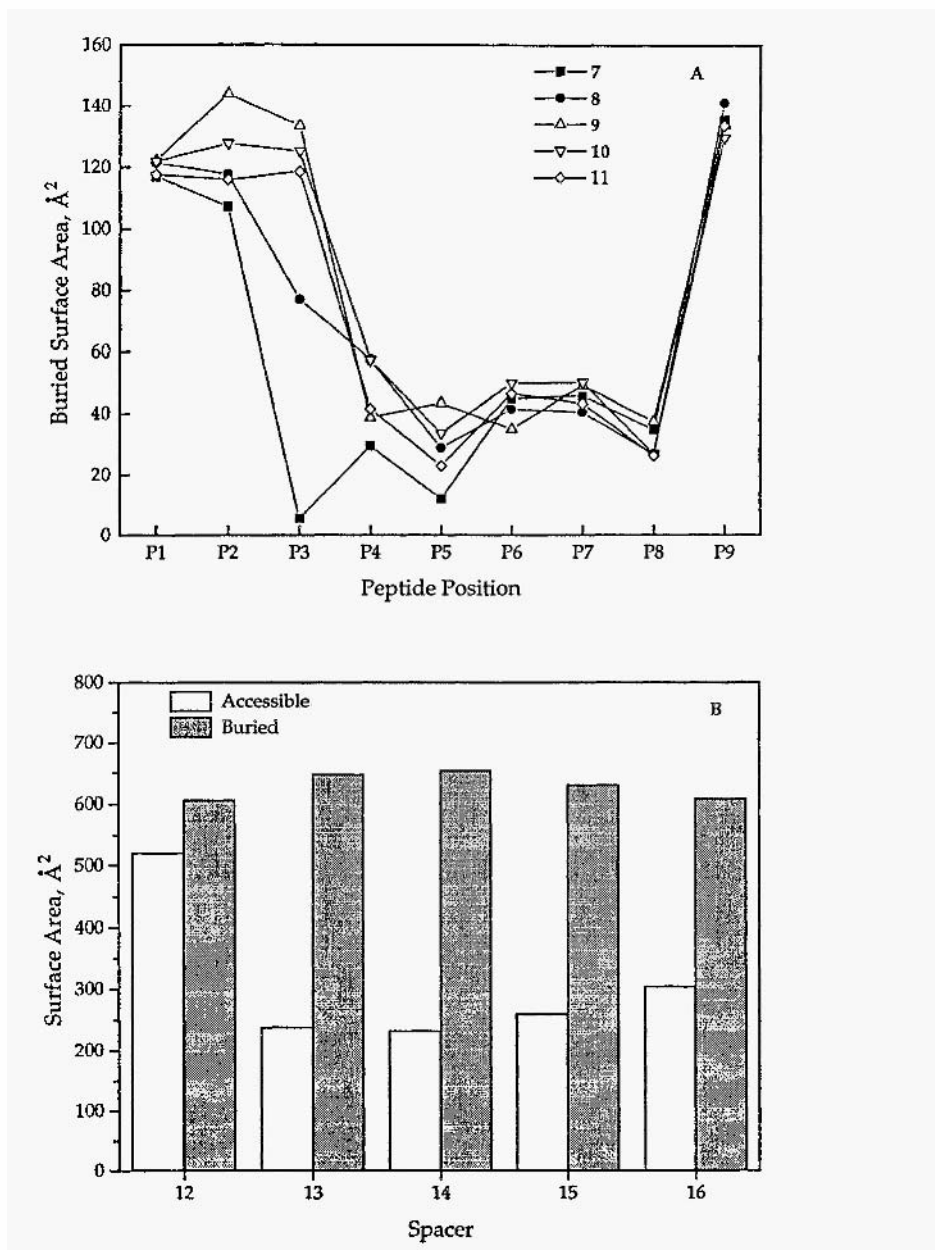 160
140
120
100
80
60
40
20
0
Buried Surface Area, Å²
7
8
9
10
11
A
P1 P2 P3 P4 P5 P6 P7 P8 P9
Peptide Position
800
700
600
500
400
300
200
100
0
Surface Area, Å²
Accessible
Buried
B
12 13 14 15 16
Spacer